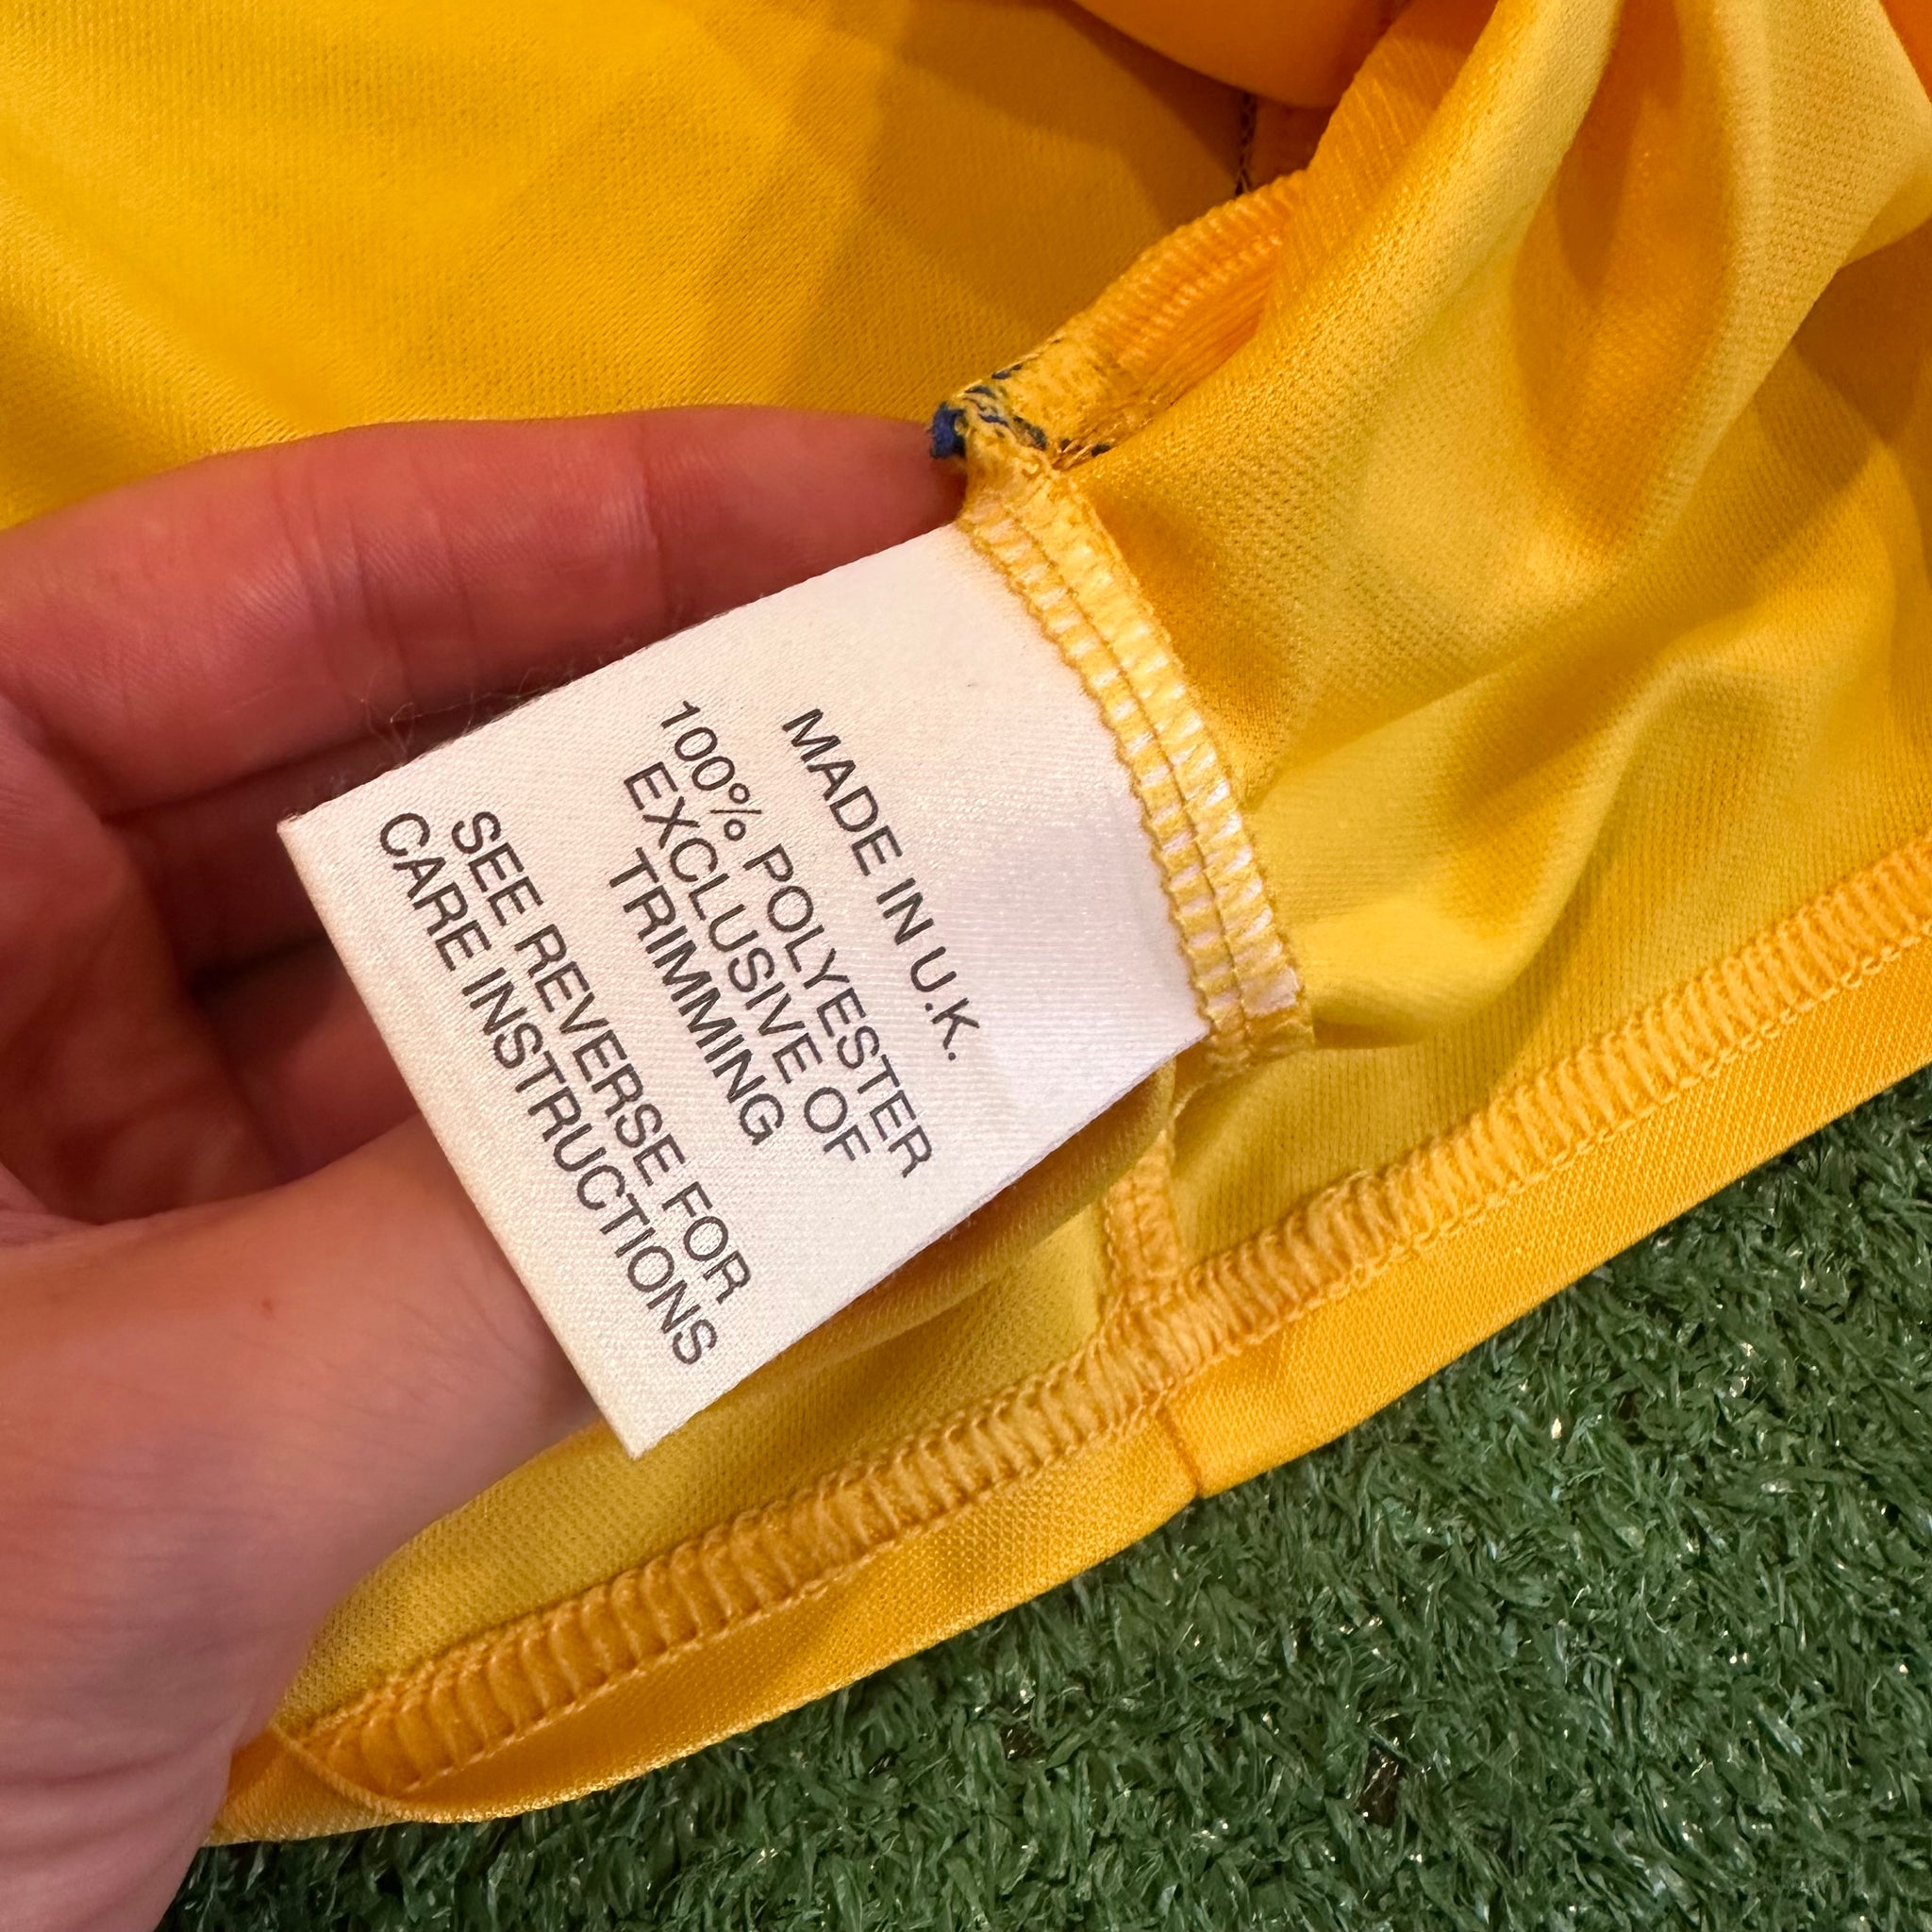 MADE IN U.K.
100% POLYESTER
EXCLUSIVE OF
TRIMMING
SEE REVERSE FOR
CARE INSTRUCTIONS